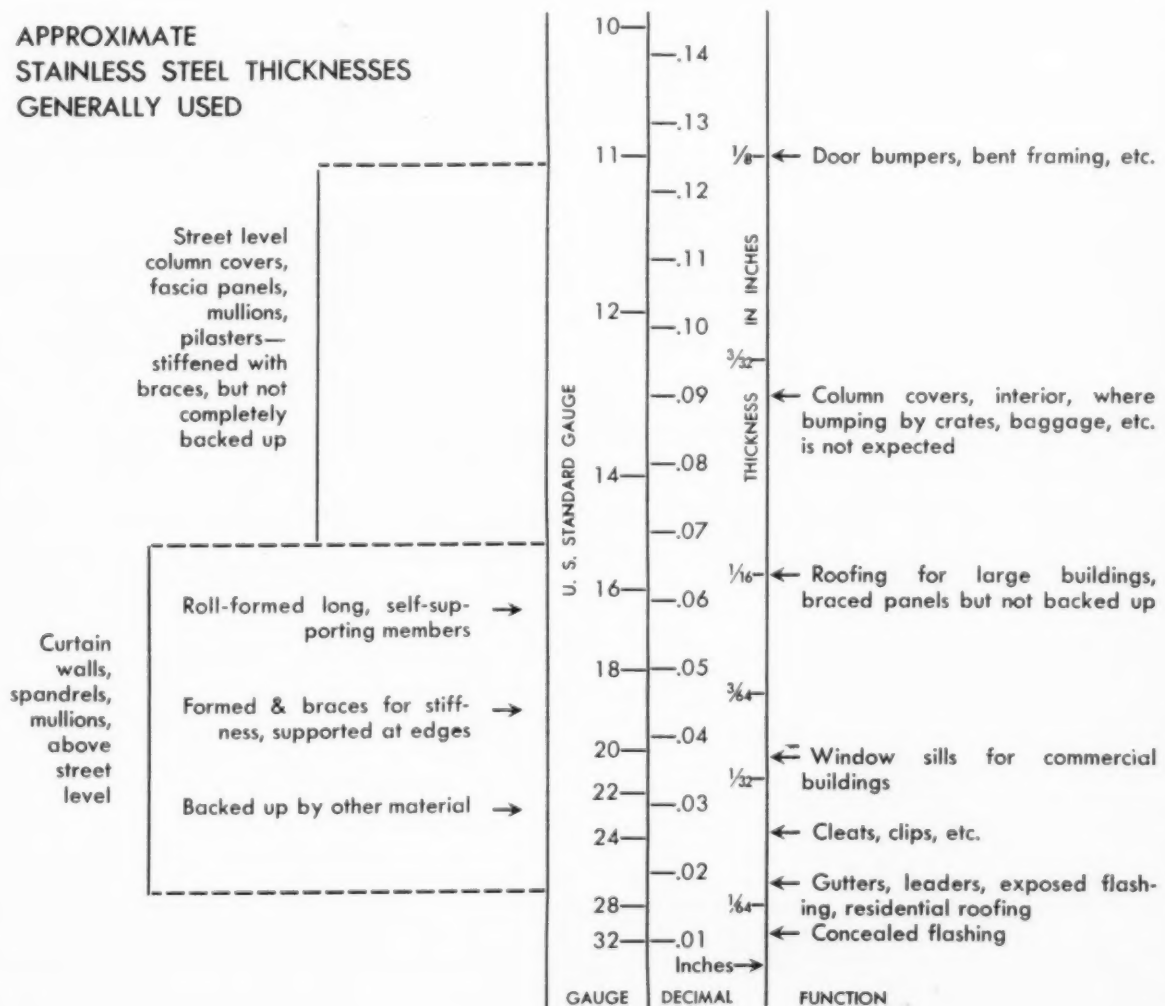 APPROXIMATE
STAINLESS STEEL THICKNESSES
GENERALLY USED
Street level
column covers,
fascia panels,
mullions,
pilasters—
stiffened with
braces, but not
completely
backed up
Curtain
walls,
spandrels,
mullions,
above
street
level
Roll-formed long, self-sup-
porting members
Formed & braces for stiff-
ness, supported at edges
Backed up by other material
U. S. STANDARD GAUGE
10
11
12
14
16
18
20
22
24
28
32
GAUGE
.14
.13
.12
.11
.10
.09
.08
.07
.06
.05
.04
.03
.02
.01
Inches
DECIMAL
THICKNESS IN INCHES
1/8
3/32
1/16
3/64
1/32
1/64
Door bumpers, bent framing, etc.
Column covers, interior, where
bumping by crates, baggage, etc.
is not expected
Roofing for large buildings,
braced panels but not backed up
Window sills for commercial
buildings
Cleats, clips, etc.
Gutters, leaders, exposed flash-
ing, residential roofing
Concealed flashing
FUNCTION